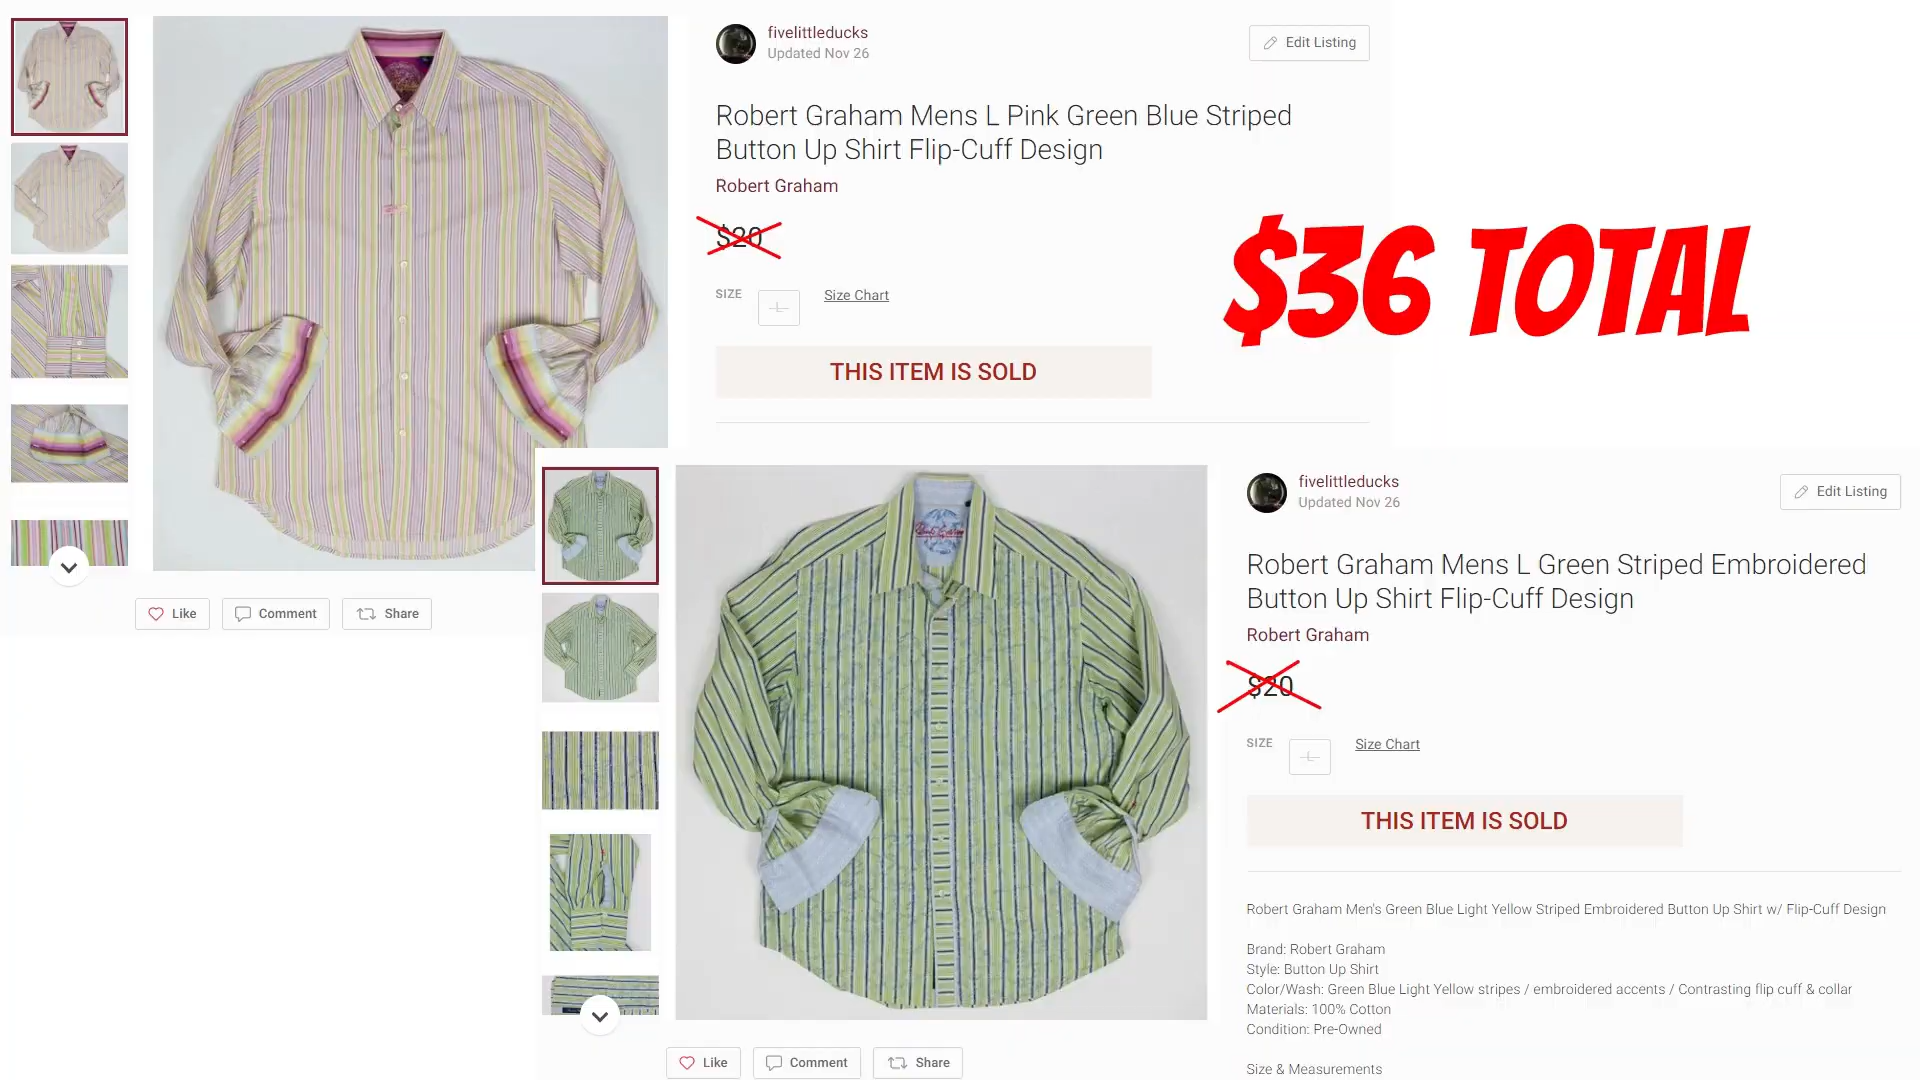 fivelittleducks
Updated Nov 26
Edit Listing
Robert Graham Mens L Pink Green Blue Striped
Button Up Shirt Flip-Cuff Design
Robert Graham
$20
SIZE
L
Size Chart
THIS ITEM IS SOLD
Like
Comment
Share
$36 TOTAL
fivelittleducks
Updated Nov 26
Edit Listing
Robert Graham Mens L Green Striped Embroidered
Button Up Shirt Flip-Cuff Design
Robert Graham
$20
SIZE
L
Size Chart
THIS ITEM IS SOLD
Robert Graham Men's Green Blue Light Yellow Striped Embroidered Button Up Shirt w/ Flip-Cuff Design
Brand: Robert Graham
Style: Button Up Shirt
Color/Wash: Green Blue Light Yellow stripes / embroidered accents / Contrasting flip cuff & collar
Materials: 100% Cotton
Condition: Pre-Owned
Size & Measurements
Like
Comment
Share